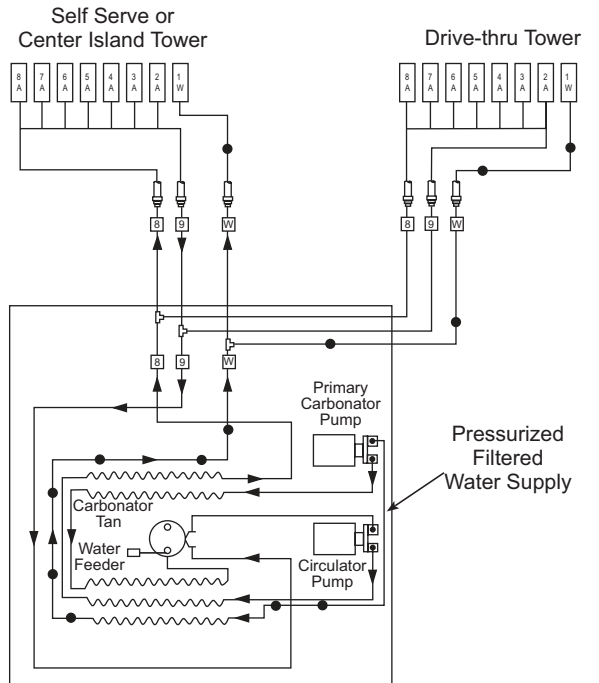 Self Serve or
Center Island Tower
Drive-thru Tower
8 A 7 A 6 A 5 A 4 A 3 A 2 A 1 W
8 A 7 A 6 A 5 A 4 A 3 A 2 A 1 W
8 9 W
8 9 W
8 9 W
Primary
Carbonator
Pump
Pressurized
Filtered
Water Supply
Carbonator
Tan
Water
Feeder
Circulator
Pump